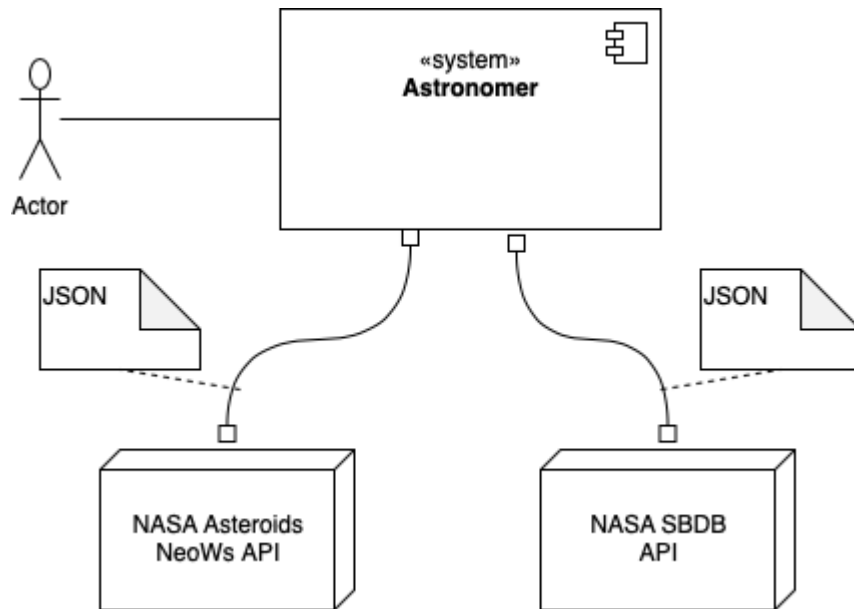 «system»
Astronomer
Actor
JSON
JSON
NASA Asteroids
NeoWs API
NASA SBDB
API